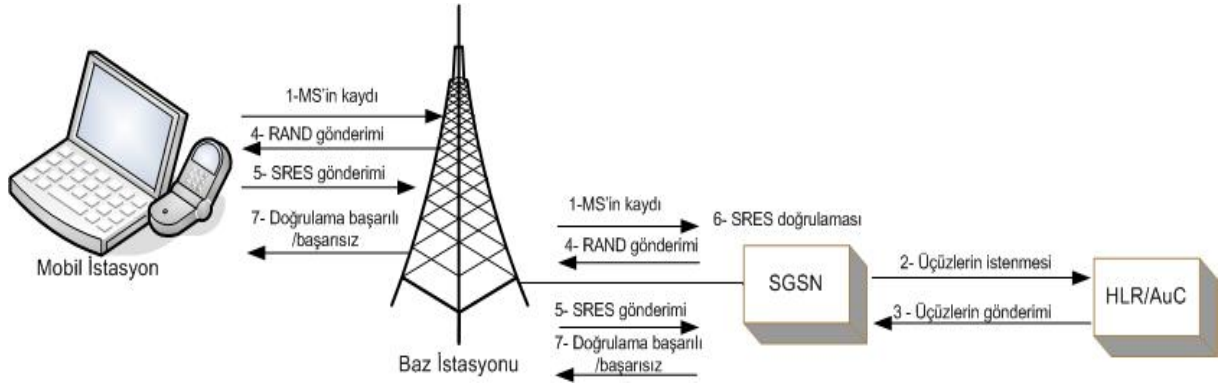 1-MS'in kaydı
4- RAND gönderimi
5- SRES gönderimi
7- Doğrulama başarılı
/başarısız
Mobil İstasyon
Baz İstasyonu
1-MS'in kaydı
4- RAND gönderimi
5- SRES gönderimi
7- Doğrulama başarılı
/başarısız
6- SRES doğrulaması
SGSN
2- Üçüzlerin istenmesi
3 - Üçüzlerin gönderimi
HLR/AuC